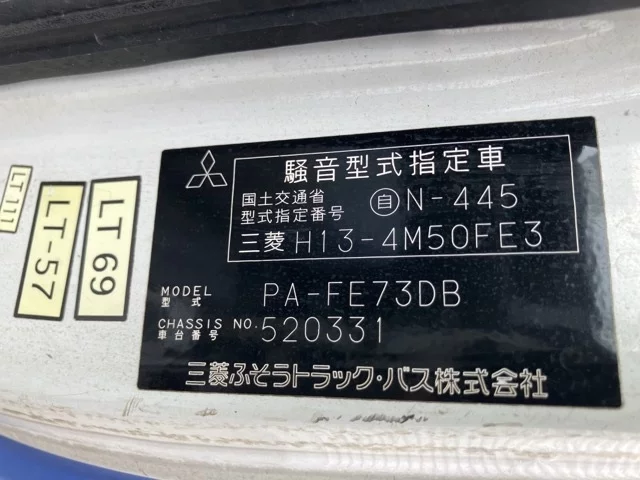 騒音型式指定車
国土交通省
型式指定番号 自 N-445
三菱 H13-4M50FE3
MODEL
型式 PA-FE73DB
CHASSIS NO.
車台番号 520331
三菱ふそうトラック・バス株式会社
LT111
LT-57
LT 69